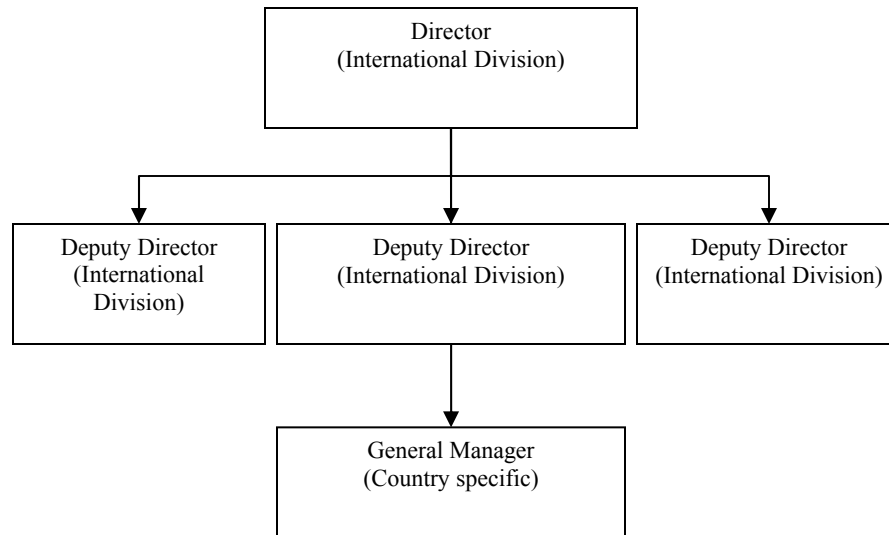 Director
(International Division)
Deputy Director
(International
Division)
Deputy Director
(International Division)
Deputy Director
(International Division)
General Manager
(Country specific)